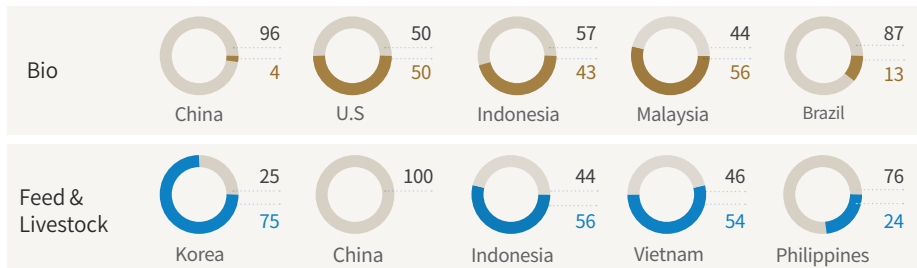 Bio
96
4
China
50
50
U.S
57
43
Indonesia
44
56
Malaysia
87
13
Brazil
Feed &
Livestock
25
75
Korea
100
China
44
56
Indonesia
46
54
Vietnam
76
24
Philippines